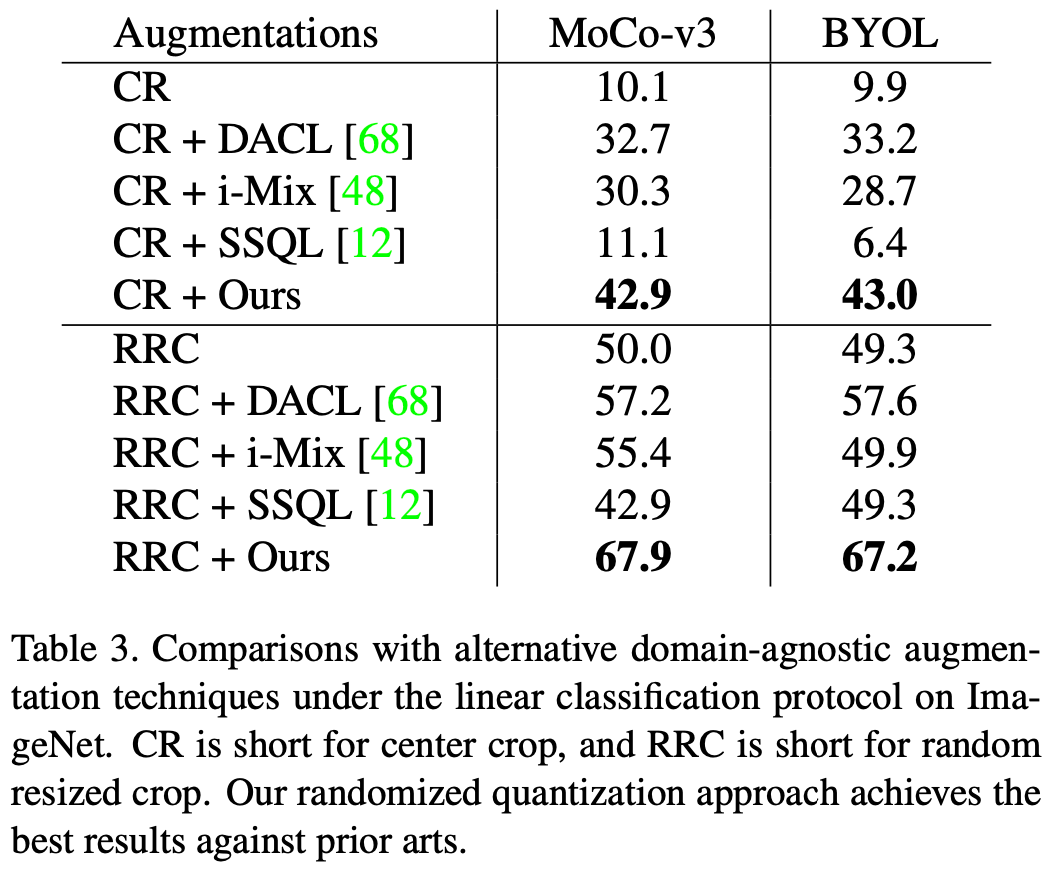 Augmentations MoCo-v3 BYOL
CR 10.1 9.9
CR + DACL [68] 32.7 33.2
CR + i-Mix [48] 30.3 28.7
CR + SSQL [12] 11.1 6.4
CR + Ours 42.9 43.0
RRC 50.0 49.3
RRC + DACL [68] 57.2 57.6
RRC + i-Mix [48] 55.4 49.9
RRC + SSQL [12] 42.9 49.3
RRC + Ours 67.9 67.2
Table 3. Comparisons with alternative domain-agnostic augmen-
tation techniques under the linear classification protocol on Ima-
geNet. CR is short for center crop, and RRC is short for random
resized crop. Our randomized quantization approach achieves the
best results against prior arts.